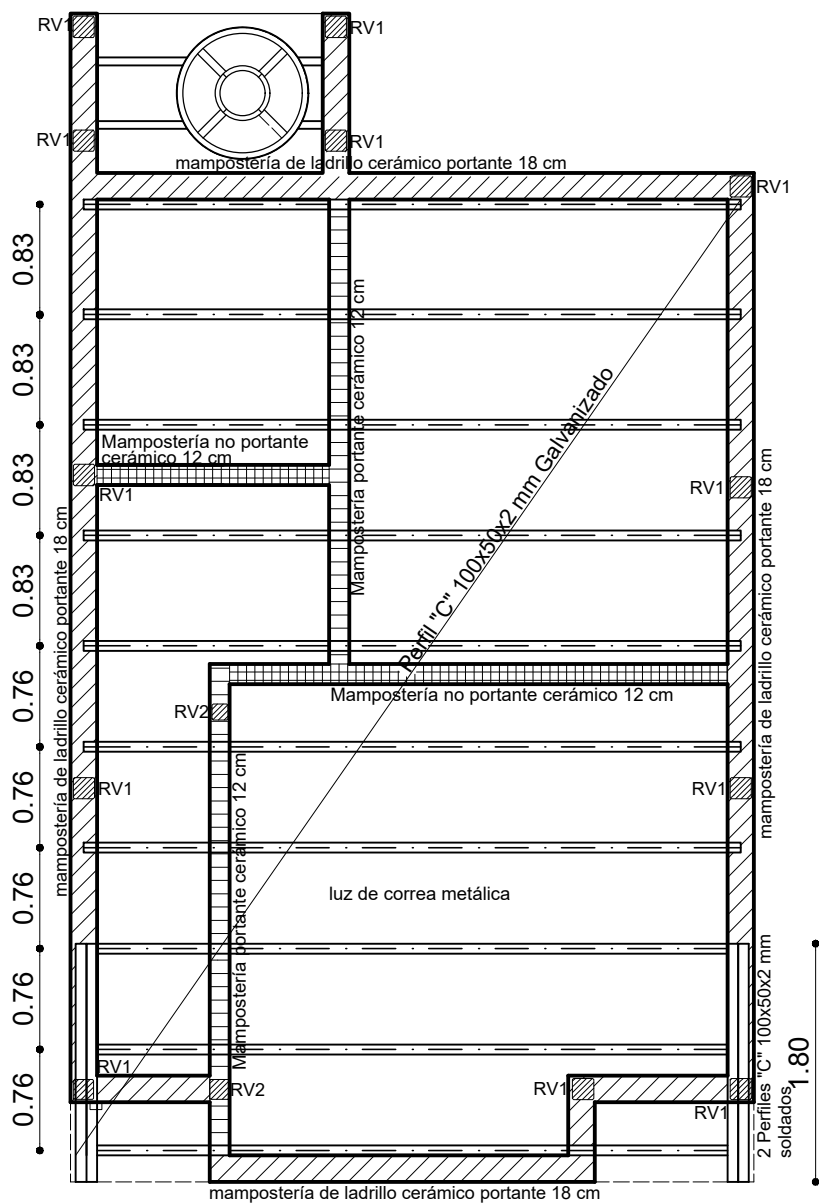 RV1
RV1
RV1
RV1
mampostería de ladrillo cerámico portante 18 cm
RV1
0.83
0.83
0.83
0.83
0.76
0.76
0.76
0.76
0.76
Mampostería portante cerámico 12 cm
Perfil "C" 100x50x2 mm Galvanizado
Mampostería no portante
cerámico 12 cm
RV1
RV1
mampostería de ladrillo cerámico portante 18 cm
mampostería de ladrillo cerámico portante 18 cm
Mampostería no portante cerámico 12 cm
RV2
RV1
RV1
Mampostería portante cerámico 12 cm
luz de correa metálica
2 Perfiles "C" 100x50x2 mm
soldados
1.80
RV1
RV2
RV1
RV1
mampostería de ladrillo cerámico portante 18 cm